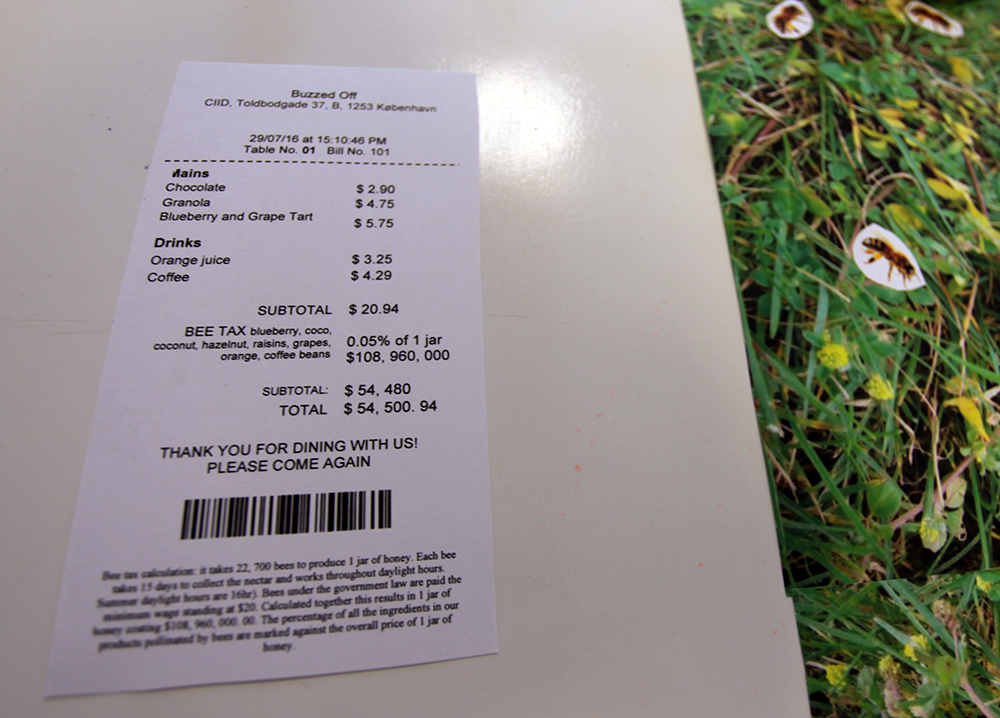 Buzzed Off
CIID, Toldbodgade 37, B, 1253 København
29/07/16 at 15:10:46 PM
Table No. 01 Bill No. 101
Mains
Chocolate $ 2.90
Granola $ 4.75
Blueberry and Grape Tart $ 5.75
Drinks
Orange juice $ 3.25
Coffee $ 4.29
SUBTOTAL $ 20.94
BEE TAX blueberry, coco,
coconut, hazelnut, raisins, grapes, 0.05% of 1 jar
orange, coffee beans $108, 960, 000
SUBTOTAL: $ 54, 480
TOTAL $ 54, 500. 94
THANK YOU FOR DINING WITH US!
PLEASE COME AGAIN
Bee tax calculation: it takes 22, 700 bees to produce 1 jar of honey. Each bee
takes 15 days to collect the nectar and works throughout daylight hours.
Summer daylight hours are 16hr). Bees under the government law are paid the
minimum wage standing at $20. Calculated together this results in 1 jar of
honey costing $108, 960, 000. 00. The percentage of all the ingredients in our
products pollinated by bees are marked against the overall price of 1 jar of
honey.